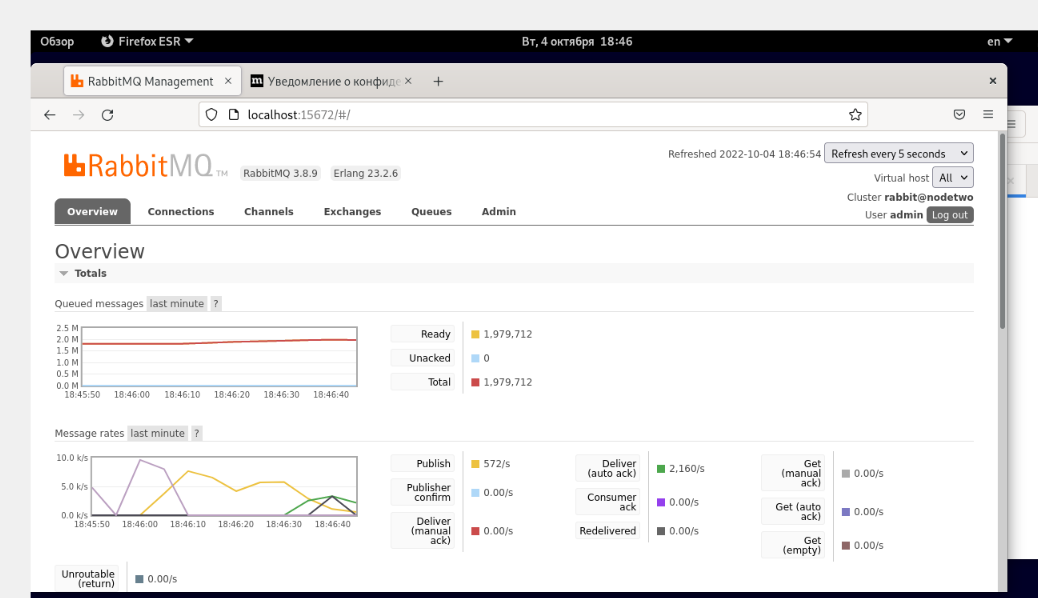 Обзор Firefox ESR Вт, 4 октября 18:46 en
RabbitMQ Management × Уведомление о конфиде × + ×
localhost:15672/#/
RabbitMQ TM RabbitMQ 3.8.9 Erlang 23.2.6
Refreshed 2022-10-04 18:46:54 Refresh every 5 seconds
Virtual host All
Cluster rabbit@nodetwo
User admin Log out
Overview Connections Channels Exchanges Queues Admin
Overview
Totals
Queued messages last minute ?
2.5 M
2.0 M
1.5 M
1.0 M
0.5 M
0.0 M
18:45:50 18:46:00 18:46:10 18:46:20 18:46:30 18:46:40
Ready 1,979,712
Unacked 0
Total 1,979,712
Message rates last minute ?
10.0 k/s
5.0 k/s
0.0 k/s
18:45:50 18:46:00 18:46:10 18:46:20 18:46:30 18:46:40
Publish 572/s
Publisher
confirm 0.00/s
Deliver
(manual 0.00/s
ack)
Deliver
(auto ack) 2,160/s
Consumer
ack 0.00/s
Redelivered 0.00/s
Get
(manual 0.00/s
ack)
Get (auto
ack) 0.00/s
Get
(empty) 0.00/s
Unroutable
(return) 0.00/s